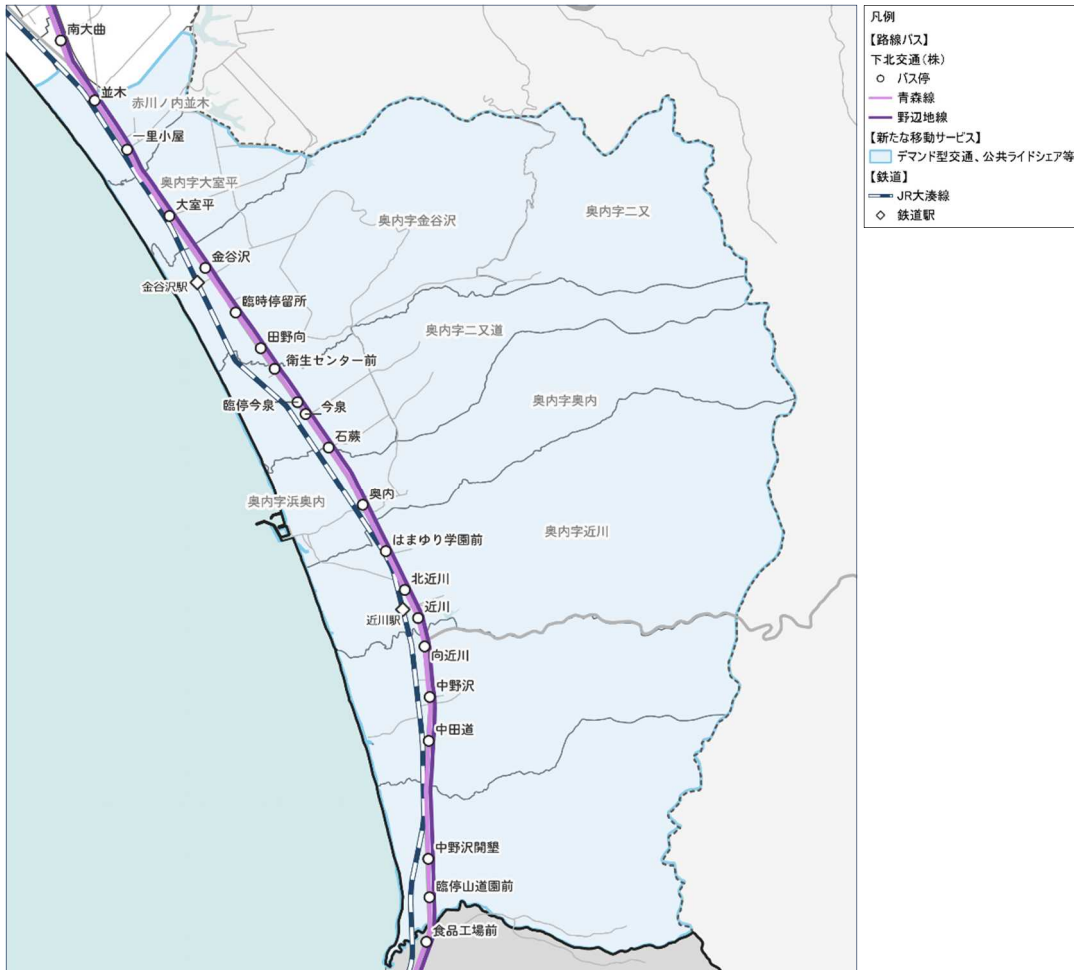 南大曲
並木
赤川ノ内並木
一里小屋
奥内字大室平
大室平
奥内字金谷沢
奥内字二又
金谷沢
金谷沢駅
臨時停留所
奥内字二又道
田野向
衛生センター前
臨停今泉
今泉
奥内字奥内
石蕨
奥内字浜奥内
奥内
奥内字近川
はまゆり学園前
北近川
近川駅
近川
向近川
中野沢
中田道
中野沢開墾
臨停山道園前
食品工場前
凡例
【路線バス】
下北交通(株)
バス停
青森線
野辺地線
【新たな移動サービス】
デマンド型交通、公共ライドシェア等
【鉄道】
JR大湊線
鉄道駅